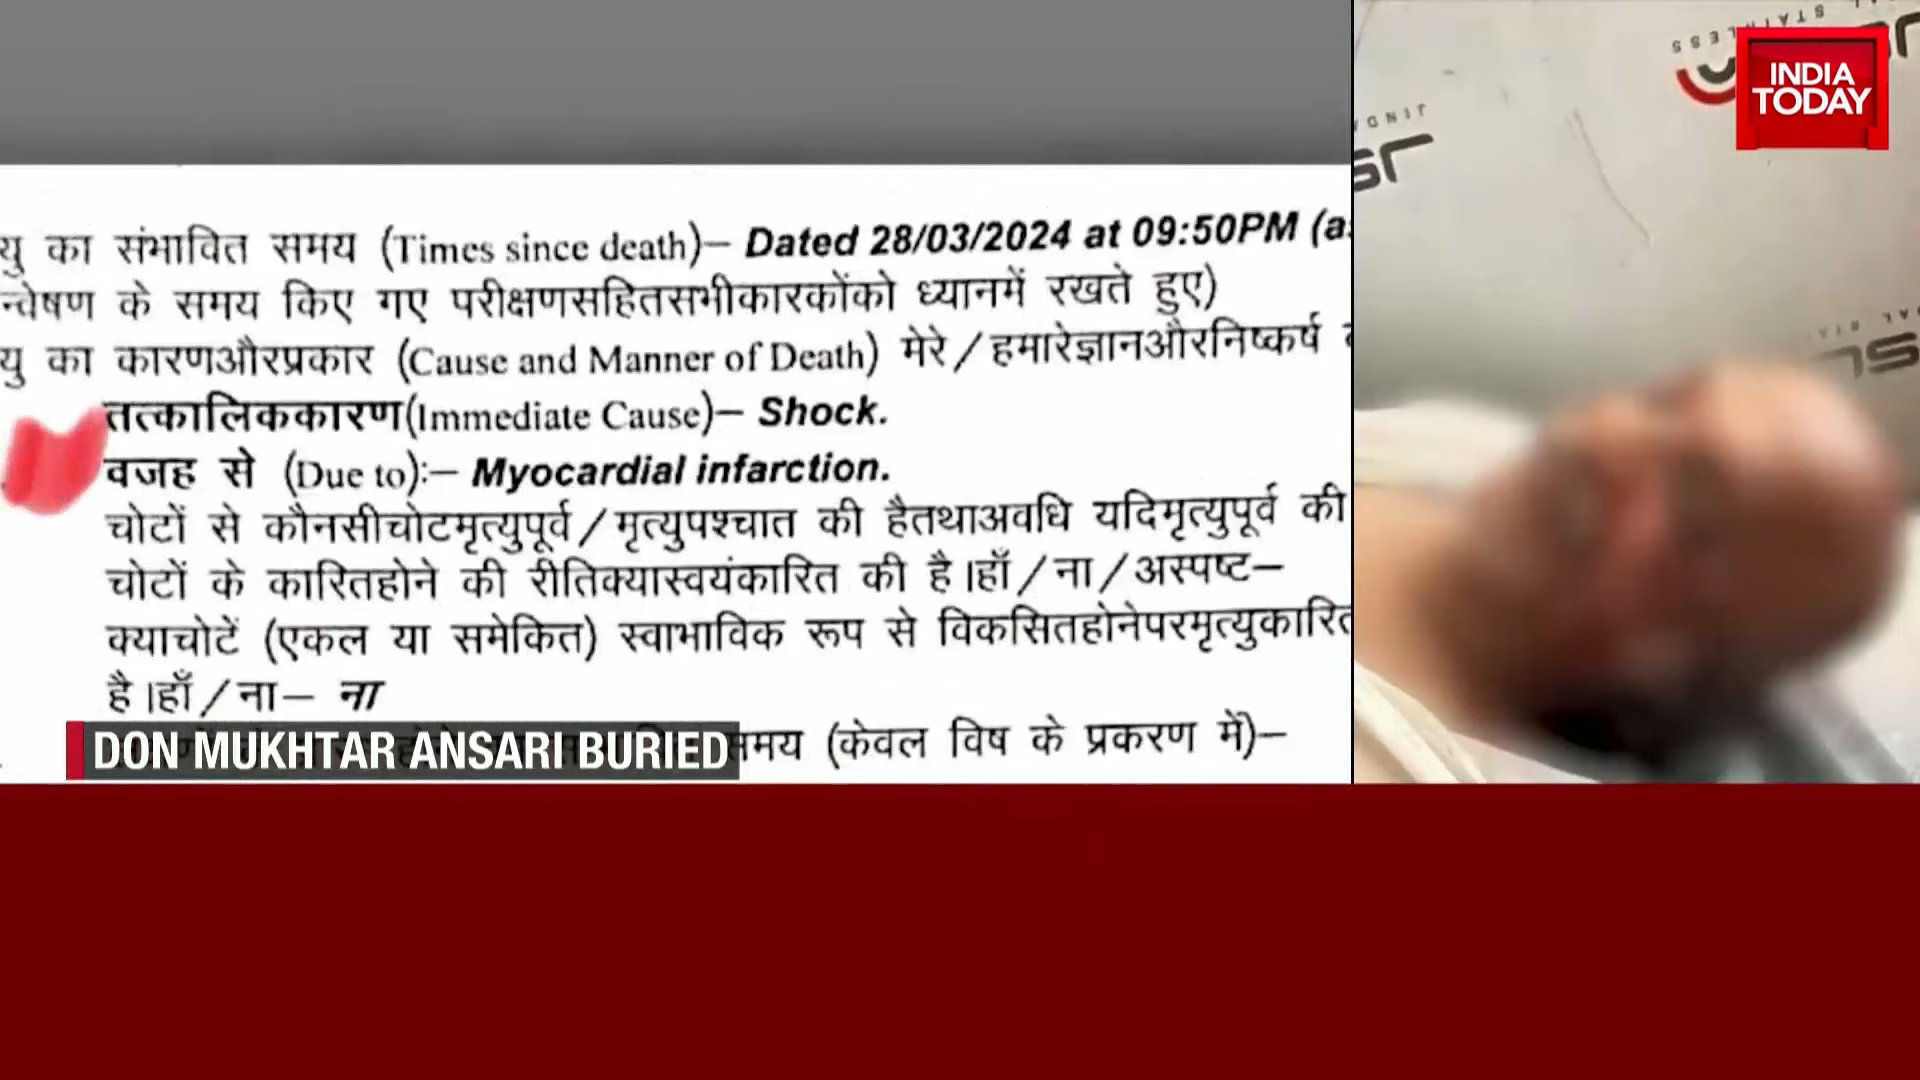 यु का संभावित समय (Times since death)– Dated 28/03/2024 at 09:50PM (a
न्वेषण के समय किए गए परीक्षणसहितसभीकारकोंको ध्यानमें रखते हुए)
यु का कारणऔरप्रकार (Cause and Manner of Death) मेरे/हमारेज्ञानऔरनिष्कर्ष
तत्कालिककारण(Immediate Cause)– Shock.
वजह से (Due to):– Myocardial infarction.
चोटों से कौनसीचोटमृत्युपूर्व/मृत्युपश्चात की हैतथाअवधि यदिमृत्युपूर्व की
चोटों के कारितहोने की रीतिक्यास्वयंकारित की है।हाँ/ना/अस्पष्ट–
क्याचोटें (एकल या समेकित) स्वाभाविक रूप से विकसितहोनेपरमृत्युकारित
है।हाँ/ना– ना
समय (केवल विष के प्रकरण में)–
DON MUKHTAR ANSARI BURIED
INDIA
TODAY
STAINLESS
JINDA
JSL